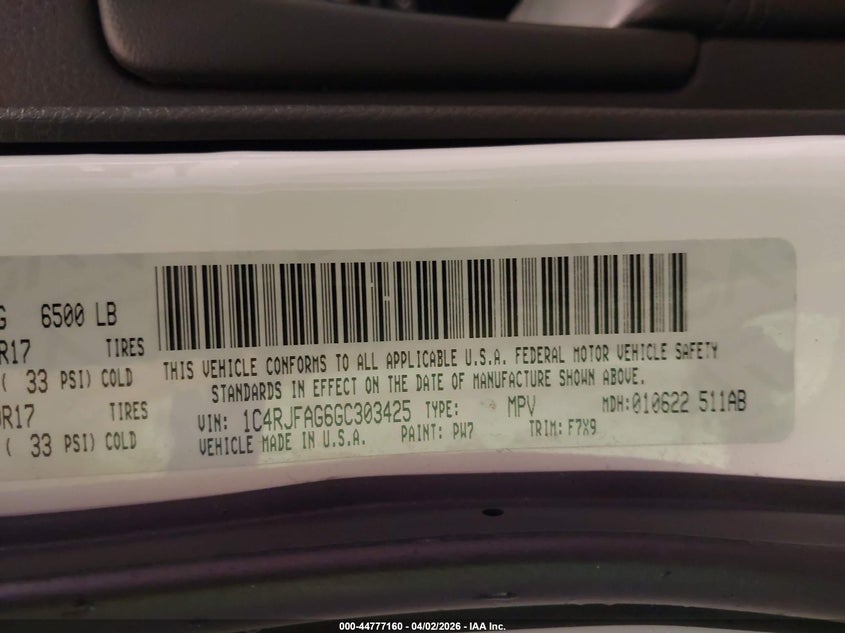 G 6500 LB
R17 TIRES
( 33 PSI) COLD
R17 TIRES
( 33 PSI) COLD
THIS VEHICLE CONFORMS TO ALL APPLICABLE U.S.A. FEDERAL MOTOR VEHICLE SAFETY
STANDARDS IN EFFECT ON THE DATE OF MANUFACTURE SHOWN ABOVE.
VIN: 1C4RJFAG6GC303425 TYPE: MPV MDH:010622 511AB
VEHICLE MADE IN U.S.A. PAINT: PW7 TRIM: F7X9
000-44777160 - 04/02/2026 - IAA Inc.